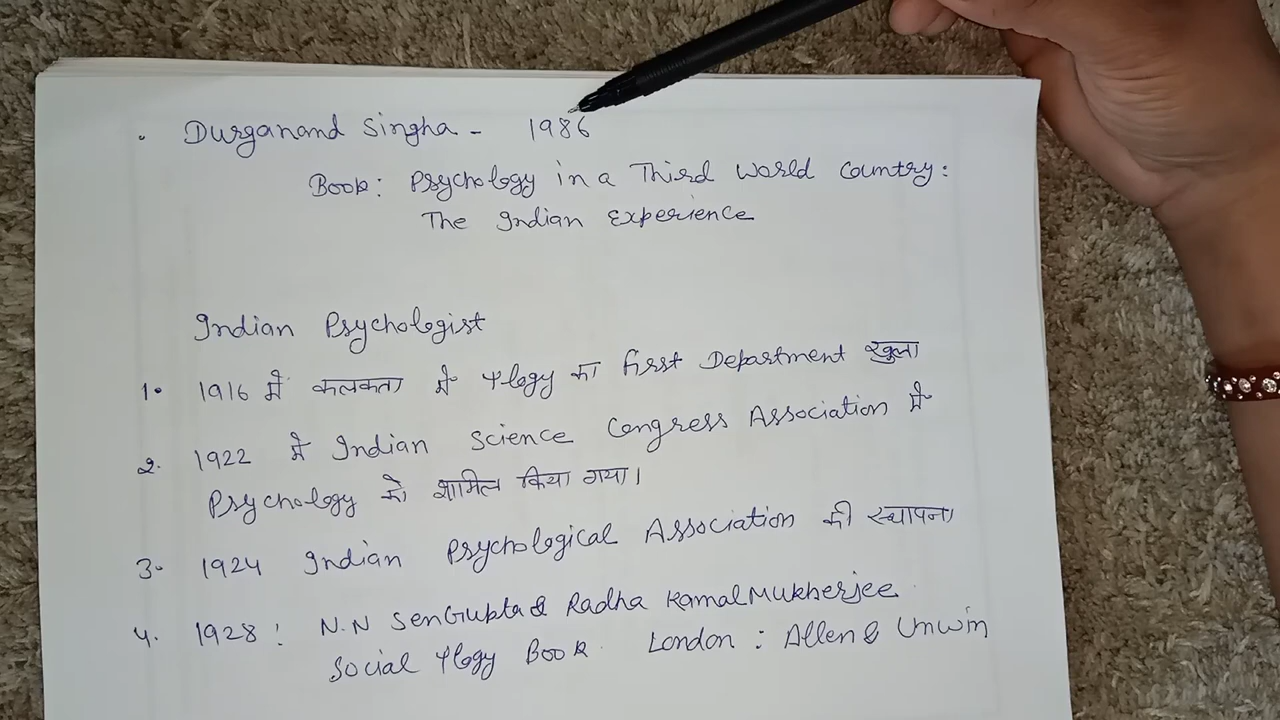 . Durganand Singha - 1986
Book: Psychology in a Third World Country:
The Indian Experience
Indian Psychologist
1. 1916 में कलकता में Ψlogy का first Department खुला
2. 1922 में Indian Science Congress Association में
Psychology को शामिल किया गया।
3. 1924 Indian Psychological Association की स्थापना
4. 1928: N.N SenGupta & Radha Kamal Mukherjee.
Social Ψlogy Book. London: Allen & Unwin